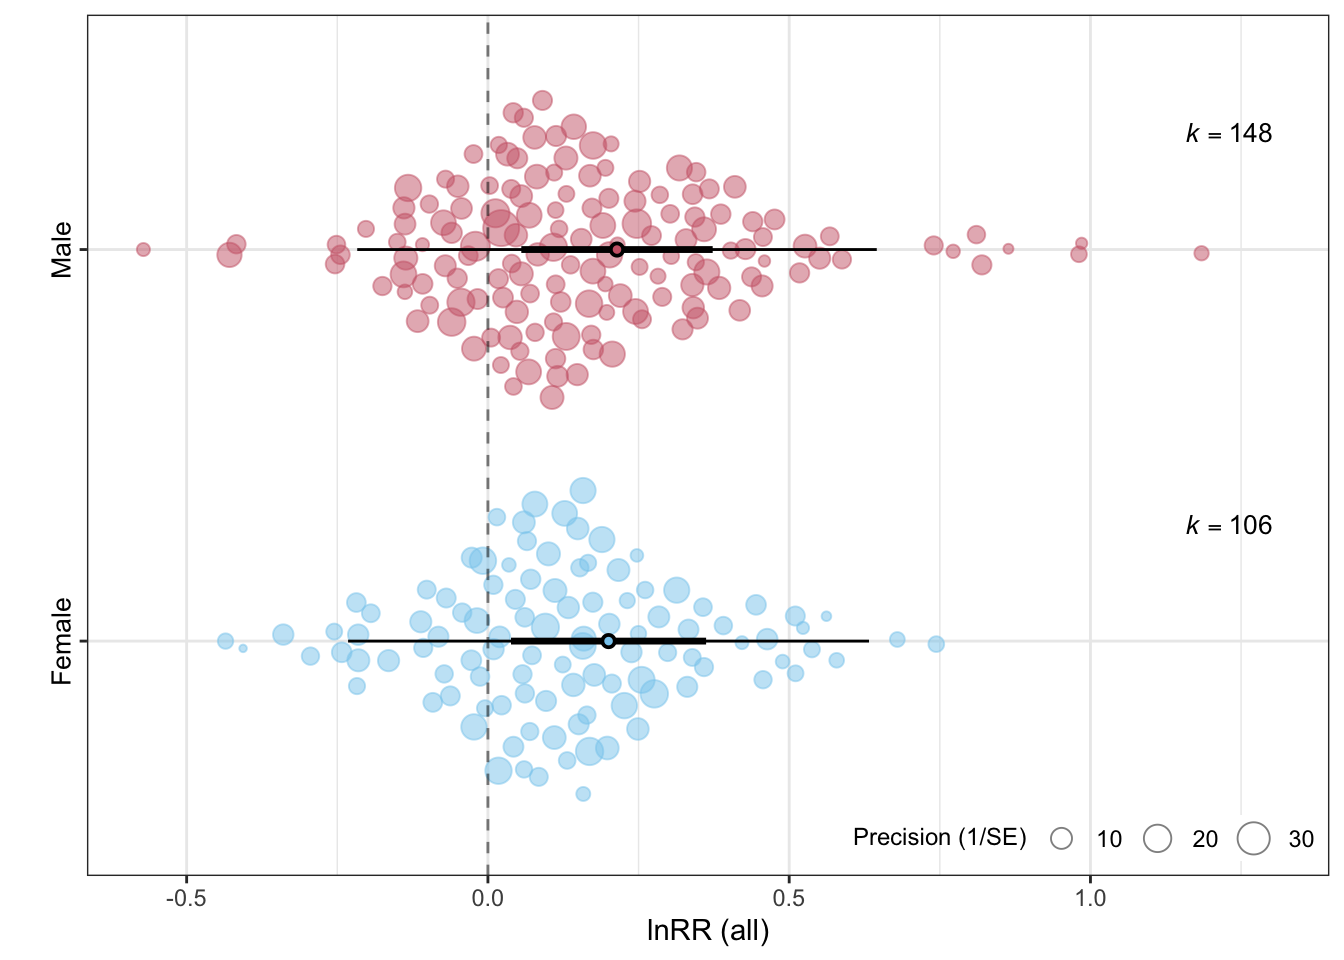 Male
k = 148
Female
k = 106
Precision (1/SE) 10 20 30
-0.5 0.0 0.5 1.0
lnRR (all)